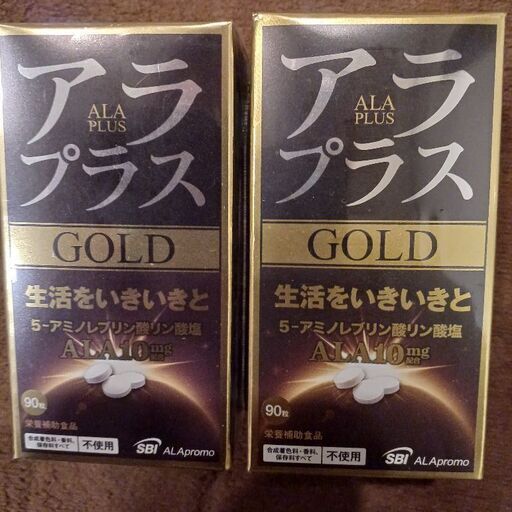 アラ
ALA
PLUS
プラス
GOLD
生活をいきいきと
5-アミノレブリン酸リン酸塩
ALA10mg
配合
90粒
栄養補助食品
合成着色料・香料、
保存料すべて
不使用
SBI ALApromo
アラ
ALA
PLUS
プラス
GOLD
生活をいきいきと
5-アミノレブリン酸リン酸塩
ALA10mg
配合
90粒
栄養補助食品
合成着色料・香料、
保存料すべて
不使用
SBI ALApromo